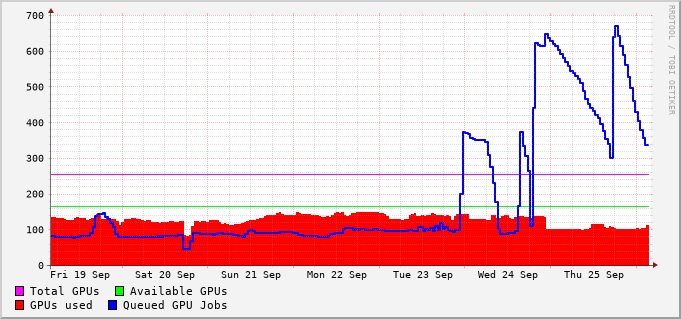 700
600
500
400
300
200
100
0
Fri 19 Sep Sat 20 Sep Sun 21 Sep Mon 22 Sep Tue 23 Sep Wed 24 Sep Thu 25 Sep
Total GPUs Available GPUs
GPUs used Queued GPU Jobs
RRDTOOL / TOBI OETIKER